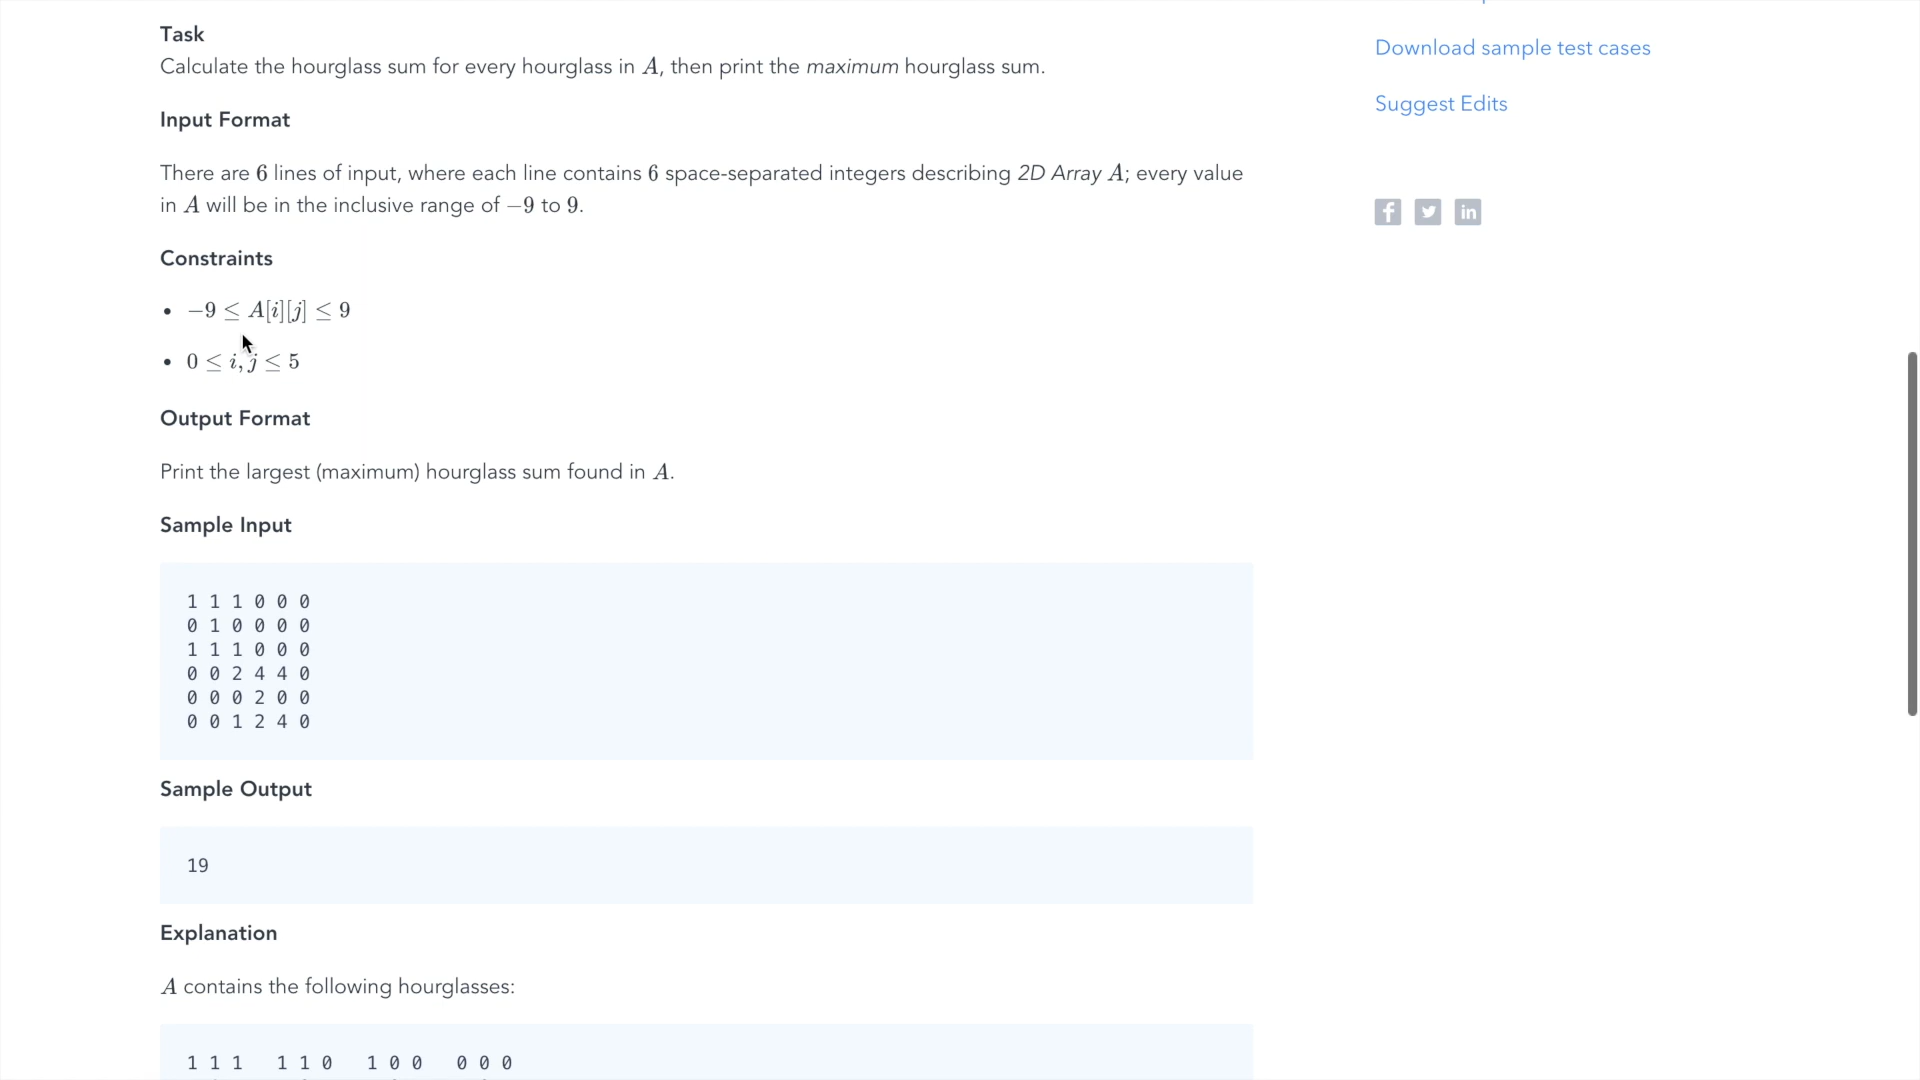 Task
Calculate the hourglass sum for every hourglass in A, then print the maximum hourglass sum.
Input Format
There are 6 lines of input, where each line contains 6 space-separated integers describing 2D Array A; every value
in A will be in the inclusive range of −9 to 9.
Constraints
• −9 ≤ A[i][j] ≤ 9
• 0 ≤ i, j ≤ 5
Output Format
Print the largest (maximum) hourglass sum found in A.
Sample Input
1 1 1 0 0 0
0 1 0 0 0 0
1 1 1 0 0 0
0 0 2 4 4 0
0 0 0 2 0 0
0 0 1 2 4 0
Sample Output
19
Explanation
A contains the following hourglasses:
1 1 1   1 1 0   1 0 0   0 0 0
Download sample test cases
Suggest Edits
f
in